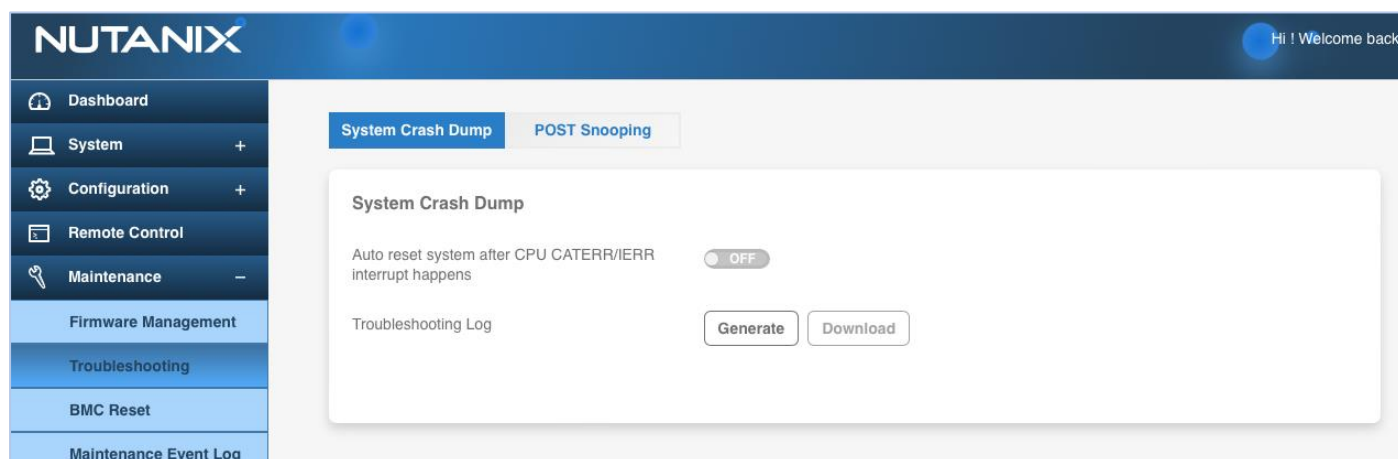 NUTANIX
Hi ! Welcome back
Dashboard
System +
Configuration +
Remote Control
Maintenance –
Firmware Management
Troubleshooting
BMC Reset
Maintenance Event Log
System Crash Dump
POST Snooping
System Crash Dump
Auto reset system after CPU CATERR/IERR
interrupt happens
OFF
Troubleshooting Log
Generate
Download